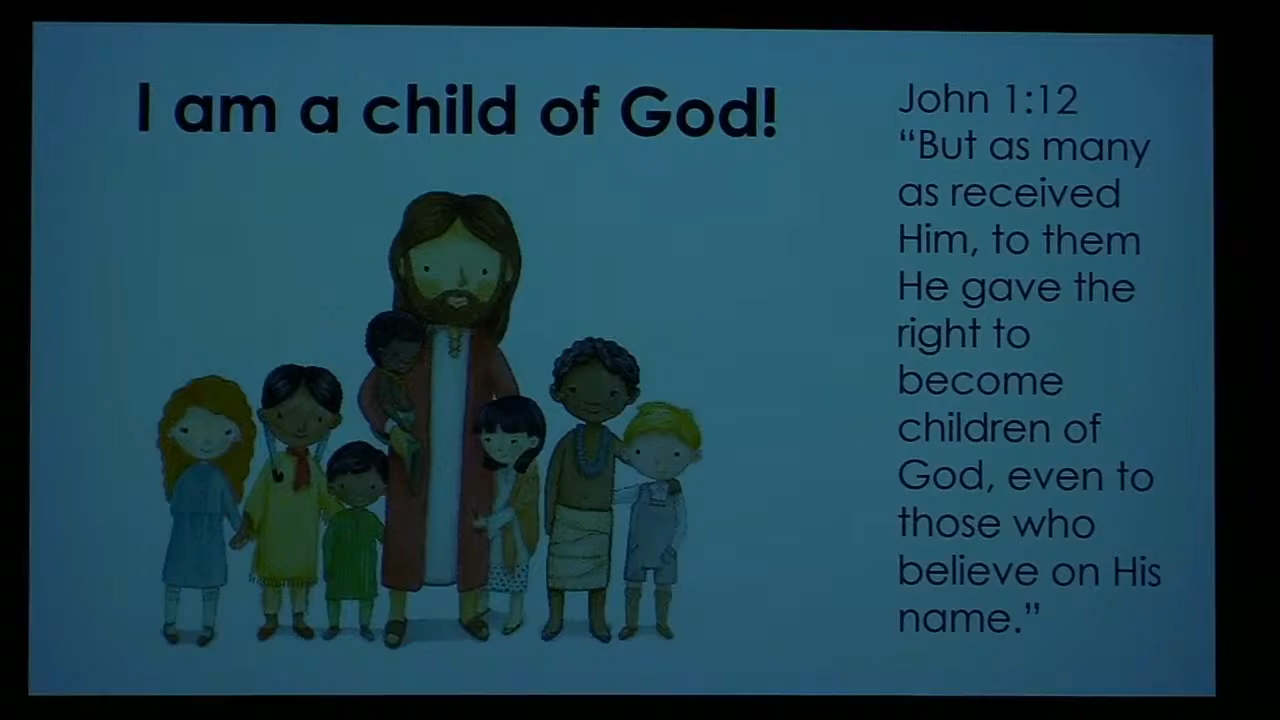 I am a child of God!
John 1:12
“But as many
as received
Him, to them
He gave the
right to
become
children of
God, even to
those who
believe on His
name.”